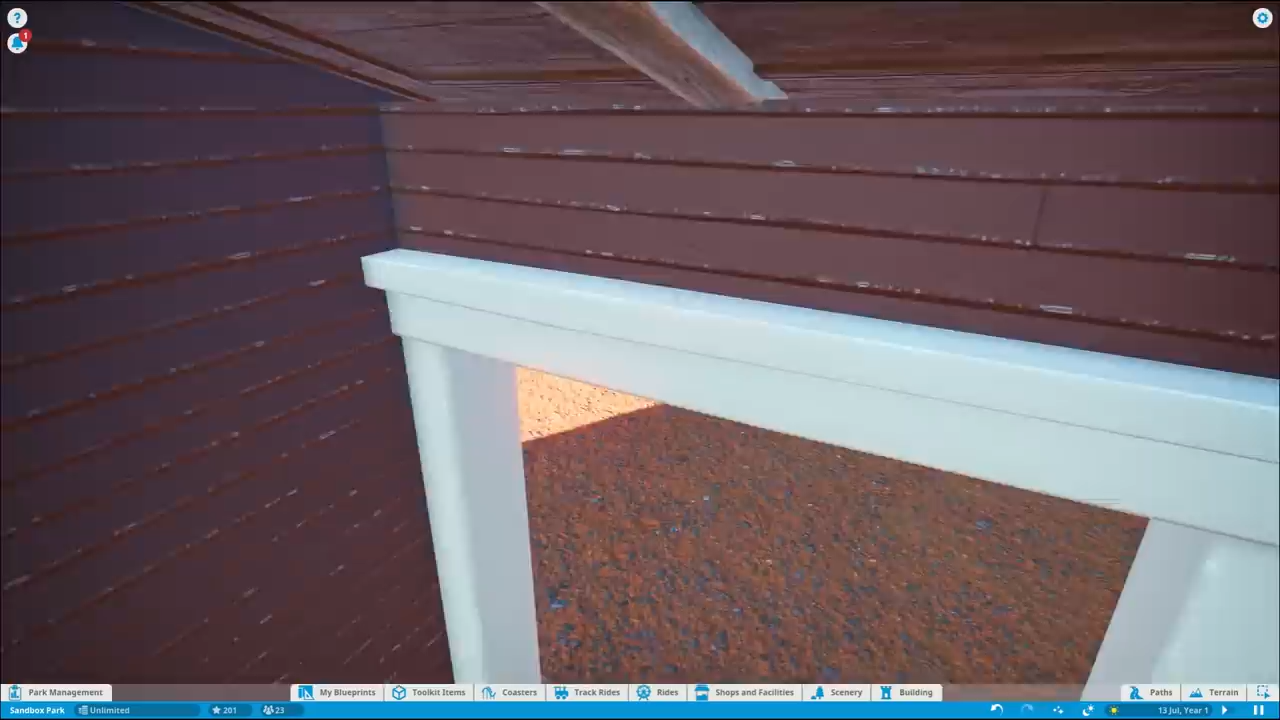 ?
1
Park Management My Blueprints Toolkit Items Coasters Track Rides Rides Shops and Facilities Scenery Building Paths Terrain
Sandbox Park Unlimited 201 23 13 Jul, Year 1